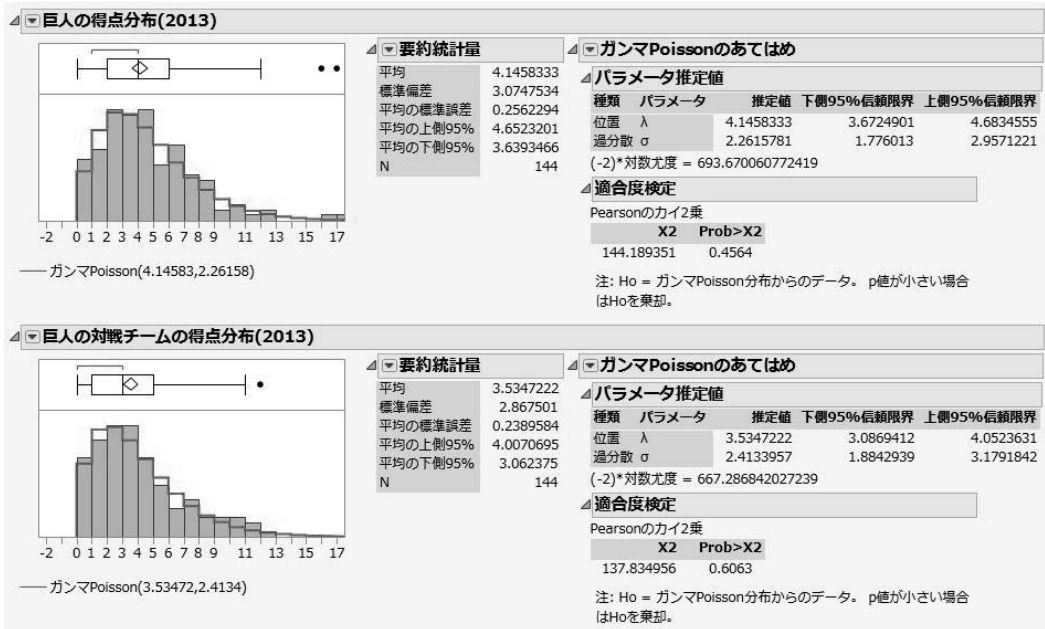 巨人の得点分布(2013)
-2 0 1 2 3 4 5 6 7 8 9 11 13 15 17
ガンマPoisson(4.14583,2.26158)
要約統計量
平均 4.1458333
標準偏差 3.0747534
平均の標準誤差 0.2562294
平均の上側95% 4.6523201
平均の下側95% 3.6393466
N 144
ガンマPoissonのあてはめ
パラメータ推定値
種類 パラメータ 推定値 下側95%信頼限界 上側95%信頼限界
位置 λ 4.1458333 3.6724901 4.6834555
過分散 σ 2.2615781 1.776013 2.9571221
(-2)*対数尤度 = 693.670060772419
適合度検定
Pearsonのカイ2乗
X2 Prob>X2
144.189351 0.4564
注: Ho = ガンマPoisson分布からのデータ。 p値が小さい場合
はHoを棄却。
巨人の対戦チームの得点分布(2013)
-2 0 1 2 3 4 5 6 7 8 9 11 13 15 17
ガンマPoisson(3.53472,2.4134)
要約統計量
平均 3.5347222
標準偏差 2.867501
平均の標準誤差 0.2389584
平均の上側95% 4.0070695
平均の下側95% 3.062375
N 144
ガンマPoissonのあてはめ
パラメータ推定値
種類 パラメータ 推定値 下側95%信頼限界 上側95%信頼限界
位置 λ 3.5347222 3.0869412 4.0523631
過分散 σ 2.4133957 1.8842939 3.1791842
(-2)*対数尤度 = 667.286842027239
適合度検定
Pearsonのカイ2乗
X2 Prob>X2
137.834956 0.6063
注: Ho = ガンマPoisson分布からのデータ。 p値が小さい場合
はHoを棄却。